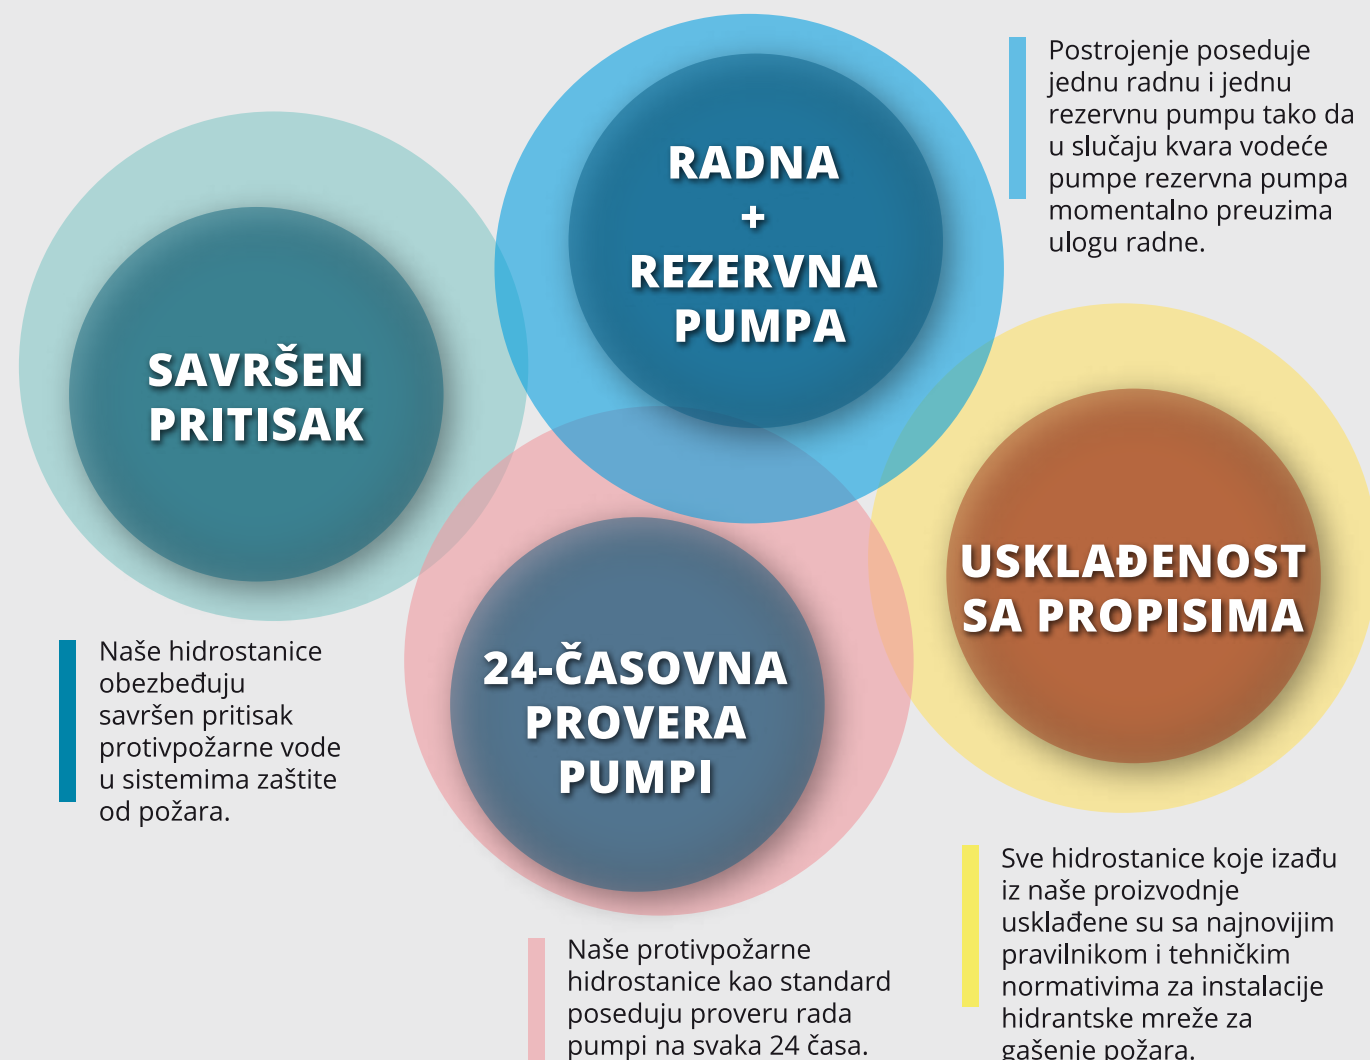 SAVRŠEN
PRITISAK
Naše hidrostanice
obezbeđuju
savršen pritisak
protivpožarne vode
u sistemima zaštite
od požara.
RADNA
+
REZERVNA
PUMPA
Postrojenje poseduje
jednu radnu i jednu
rezervnu pumpu tako da
u slučaju kvara vodeće
pumpe rezervna pumpa
momentalno preuzima
ulogu radne.
24-ČASOVNA
PROVERA
PUMPI
Naše protivpožarne
hidrostanice kao standard
poseduju proveru rada
pumpi na svaka 24 časa.
USKLAĐENOST
SA PROPISIMA
Sve hidrostanice koje izađu
iz naše proizvodnje
usklađene su sa najnovijim
pravilnikom i tehničkim
normativima za instalacije
hidrantske mreže za
gašenje požara.